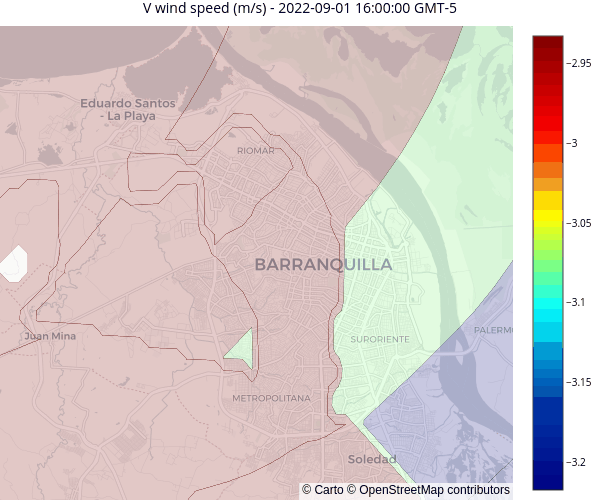 V wind speed (m/s) - 2022-09-01 16:00:00 GMT-5
Eduardo Santos
- La Playa
RIOMAR
BARRANQUILLA
SURORIENTE
PALERMO
Juan Mina
METROPOLITANA
Soledad
© Carto © OpenStreetMap contributors
−2.95
−3
−3.05
−3.1
−3.15
−3.2